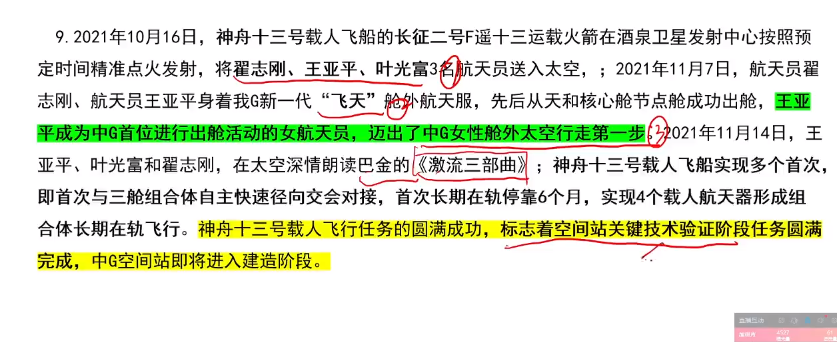 9.2021年10月16日，神舟十三号载人飞船的长征二号F遥十三运载火箭在酒泉卫星发射中心按照预
定时间精准点火发射，将翟志刚、王亚平、叶光富3名航天员送入太空，；2021年11月7日，航天员翟
志刚、航天员王亚平身着我G新一代“飞天”舱外航天服，先后从天和核心舱节点舱成功出舱，王亚
平成为中G首位进行出舱活动的女航天员，迈出了中G女性舱外太空行走第一步。2021年11月14日，王
亚平、叶光富和翟志刚，在太空深情朗读巴金的《激流三部曲》；神舟十三号载人飞船实现多个首次，
即首次与三舱组合体自主快速径向交会对接，首次长期在轨停靠6个月，实现4个载人航天器形成组
合体长期在轨飞行。神舟十三号载人飞行任务的圆满成功，标志着空间站关键技术验证阶段任务圆满
完成，中G空间站即将进入建造阶段。